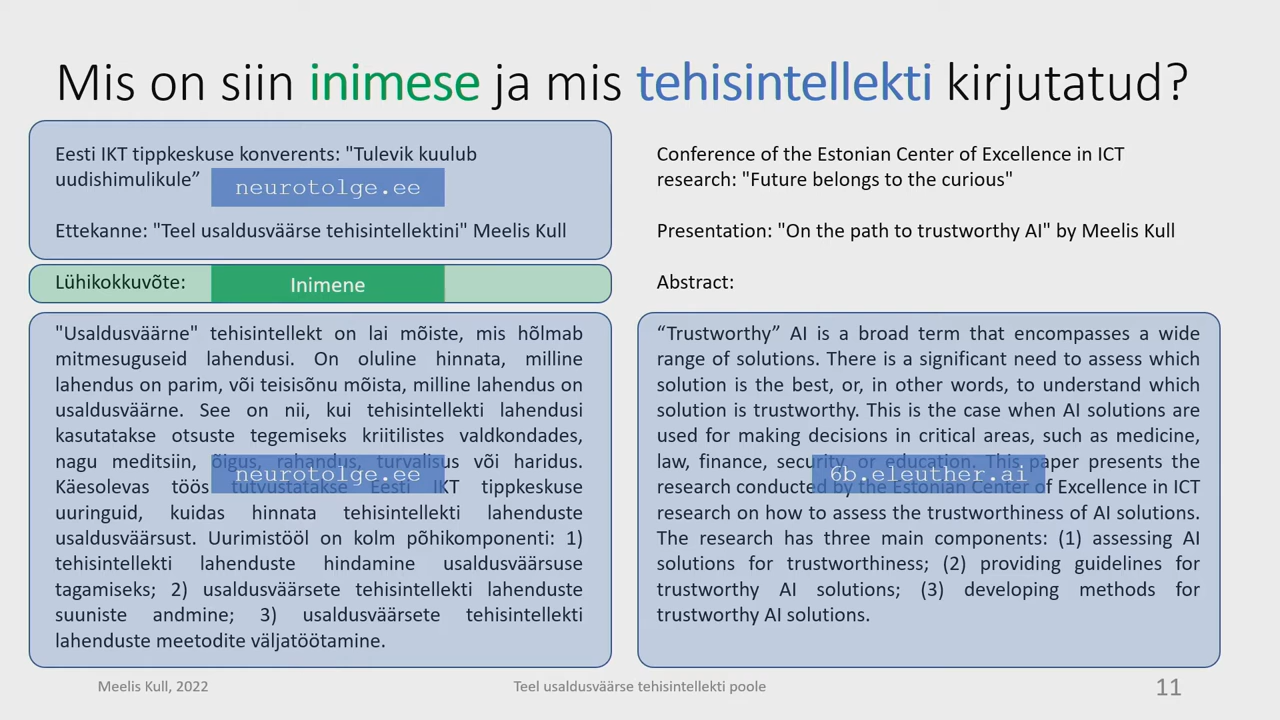 Mis on siin inimese ja mis tehisintellekti kirjutatud?
Eesti IKT tippkeskuse konverents: "Tulevik kuulub
uudishimulikule”
neurotolge.ee
Ettekanne: "Teel usaldusväärse tehisintellektini" Meelis Kull
Lühikokkuvõte:
Inimene
"Usaldusväärne" tehisintellekt on lai mõiste, mis hõlmab
mitmesuguseid lahendusi. On oluline hinnata, milline
lahendus on parim, või teisisõnu mõista, milline lahendus on
usaldusväärne. See on nii, kui tehisintellekti lahendusi
kasutatakse otsuste tegemiseks kriitilistes valdkondades,
nagu meditsiin, õigus, rahandus, turvalisus või haridus.
neurotolge.ee
Käesolevas töös tutvustatakse Eesti IKT tippkeskuse
uuringuid, kuidas hinnata tehisintellekti lahenduste
usaldusväärsust. Uurimistööl on kolm põhikomponenti: 1)
tehisintellekti lahenduste hindamine usaldusväärsuse
tagamiseks; 2) usaldusväärsete tehisintellekti lahenduste
suuniste andmine; 3) usaldusväärsete tehisintellekti
lahenduste meetodite väljatöötamine.
Conference of the Estonian Center of Excellence in ICT
research: "Future belongs to the curious"
Presentation: "On the path to trustworthy AI" by Meelis Kull
Abstract:
“Trustworthy” AI is a broad term that encompasses a wide
range of solutions. There is a significant need to assess which
solution is the best, or, in other words, to understand which
solution is trustworthy. This is the case when AI solutions are
used for making decisions in critical areas, such as medicine,
law, finance, security, or education. This paper presents the
6b.eleuther.ai
research conducted by the Estonian Center of Excellence in ICT
research on how to assess the trustworthiness of AI solutions.
The research has three main components: (1) assessing AI
solutions for trustworthiness; (2) providing guidelines for
trustworthy AI solutions; (3) developing methods for
trustworthy AI solutions.
Meelis Kull, 2022
Teel usaldusväärse tehisintellekti poole
11